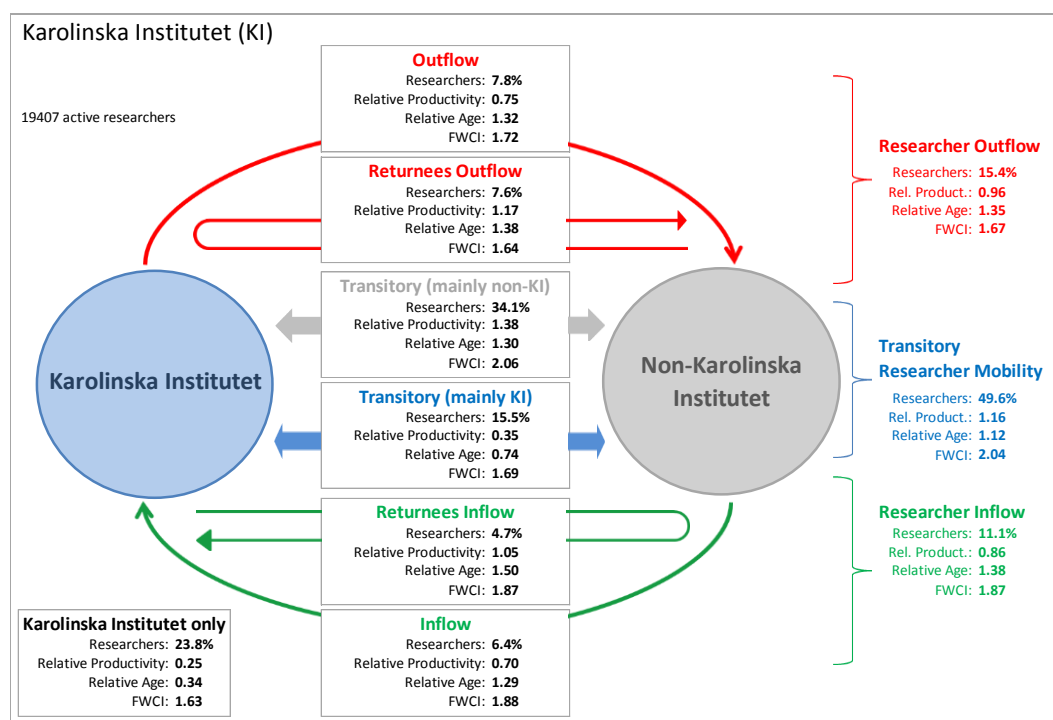 Karolinska Institutet (KI)
19407 active researchers
Outflow
Researchers: 7.8%
Relative Productivity: 0.75
Relative Age: 1.32
FWCI: 1.72
Returnees Outflow
Researchers: 7.6%
Relative Productivity: 1.17
Relative Age: 1.38
FWCI: 1.64
Researcher Outflow
Researchers: 15.4%
Rel. Product.: 0.96
Relative Age: 1.35
FWCI: 1.67
Karolinska Institutet
Transitory (mainly non-KI)
Researchers: 34.1%
Relative Productivity: 1.38
Relative Age: 1.30
FWCI: 2.06
Transitory (mainly KI)
Researchers: 15.5%
Relative Productivity: 0.35
Relative Age: 0.74
FWCI: 1.69
Non-Karolinska
Institutet
Transitory
Researcher Mobility
Researchers: 49.6%
Rel. Product.: 1.16
Relative Age: 1.12
FWCI: 2.04
Returnees Inflow
Researchers: 4.7%
Relative Productivity: 1.05
Relative Age: 1.50
FWCI: 1.87
Researcher Inflow
Researchers: 11.1%
Rel. Product.: 0.86
Relative Age: 1.38
FWCI: 1.87
Karolinska Institutet only
Researchers: 23.8%
Relative Productivity: 0.25
Relative Age: 0.34
FWCI: 1.63
Inflow
Researchers: 6.4%
Relative Productivity: 0.70
Relative Age: 1.29
FWCI: 1.88